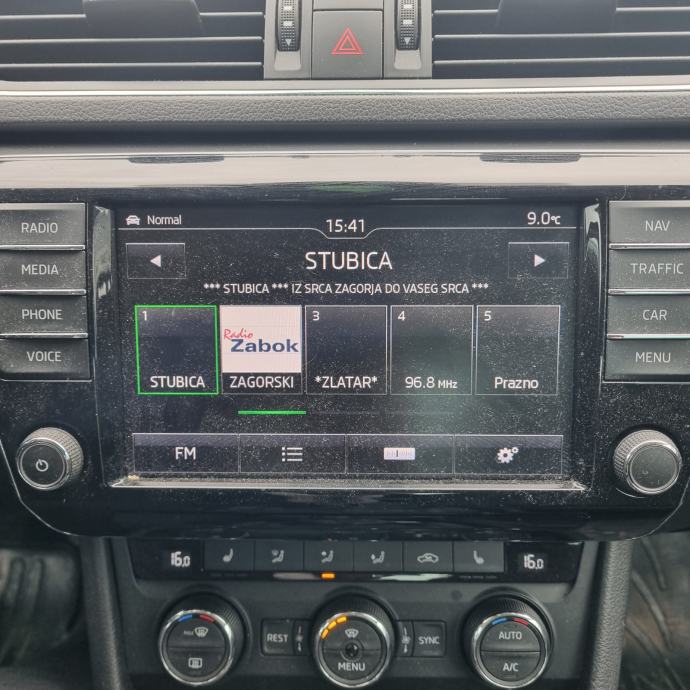 Normal
15:41
9.0°C
RADIO
MEDIA
PHONE
VOICE
NAV
TRAFFIC
CAR
MENU
STUBICA
*** STUBICA *** IZ SRCA ZAGORJA DO VASEG SRCA ***
1
STUBICA
Radio
Zabok
ZAGORSKI
3
*ZLATAR*
4
96.8 MHz
5
Prazno
FM
16.0
16.0
MAX
REST
MENU
SYNC
AUTO
A/C